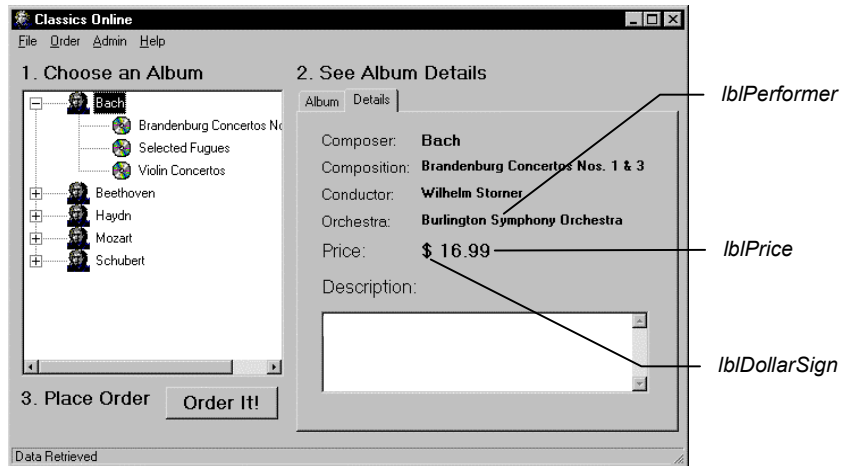 Classics Online
File Order Admin Help
1. Choose an Album
Bach
Brandenburg Concertos No
Selected Fugues
Violin Concertos
Beethoven
Haydn
Mozart
Schubert
3. Place Order Order It!
2. See Album Details
Album Details
Composer: Bach
Composition: Brandenburg Concertos Nos. 1 & 3
Conductor: Wilhelm Storner
Orchestra: Burlington Symphony Orchestra
Price: $ 16.99
Description:
Data Retrieved
lblPerformer
lblPrice
lblDollarSign